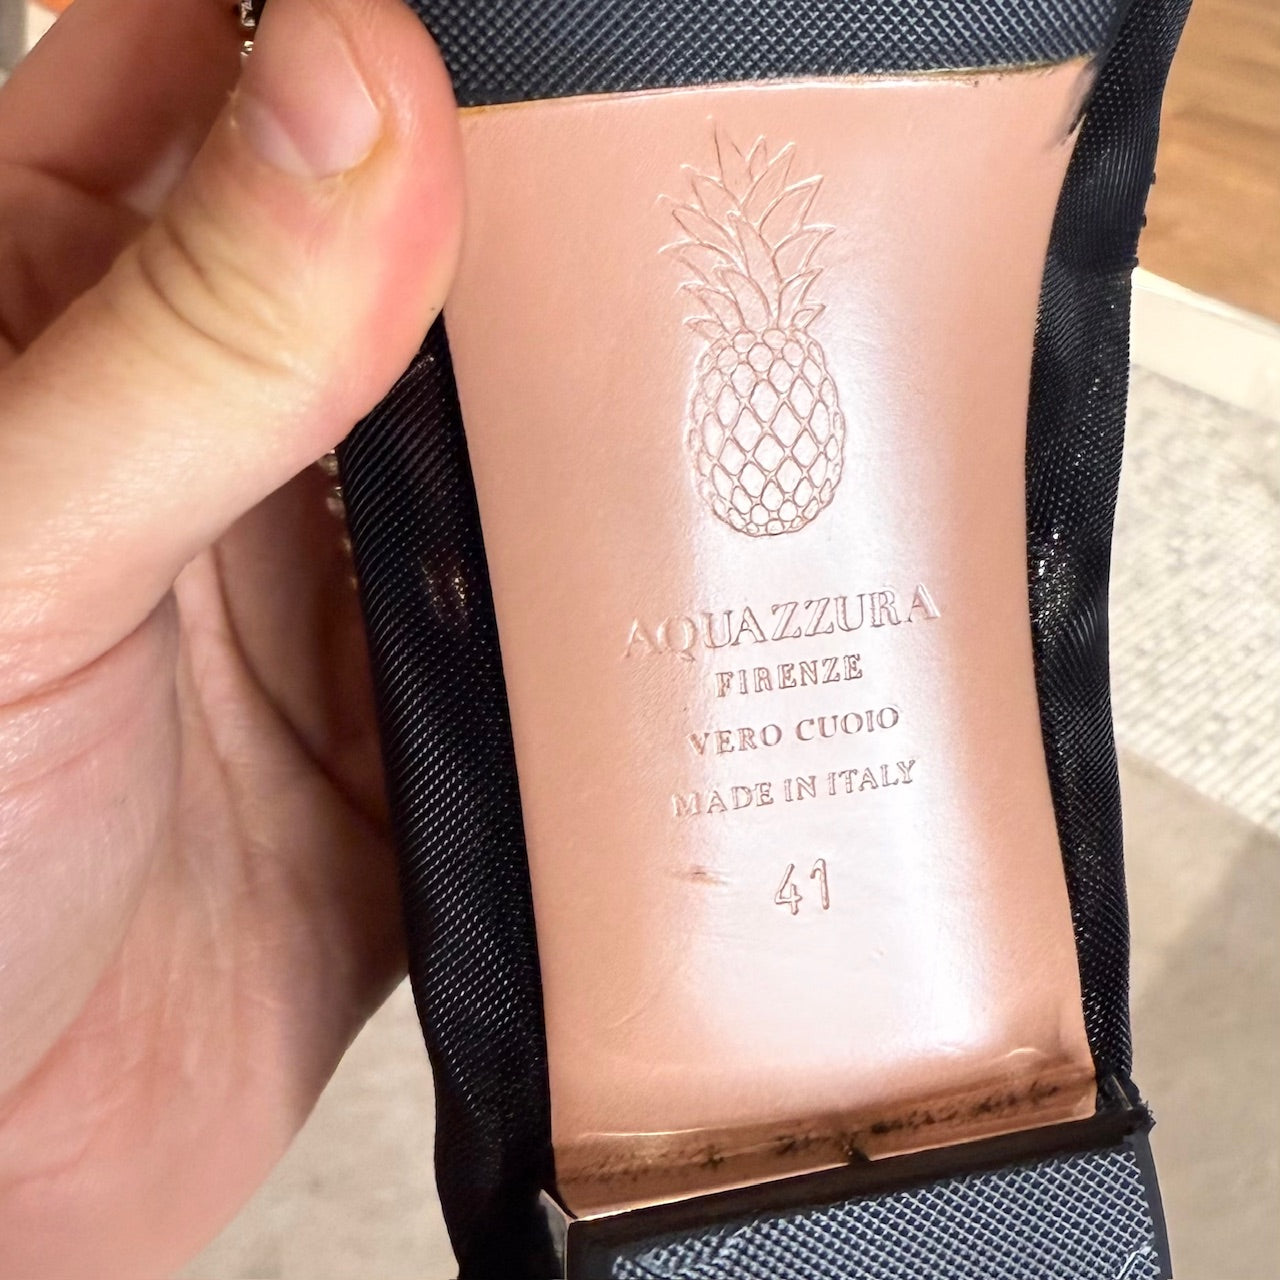 AQUAZZURA
FIRENZE
VERO CUOIO
MADE IN ITALY
41